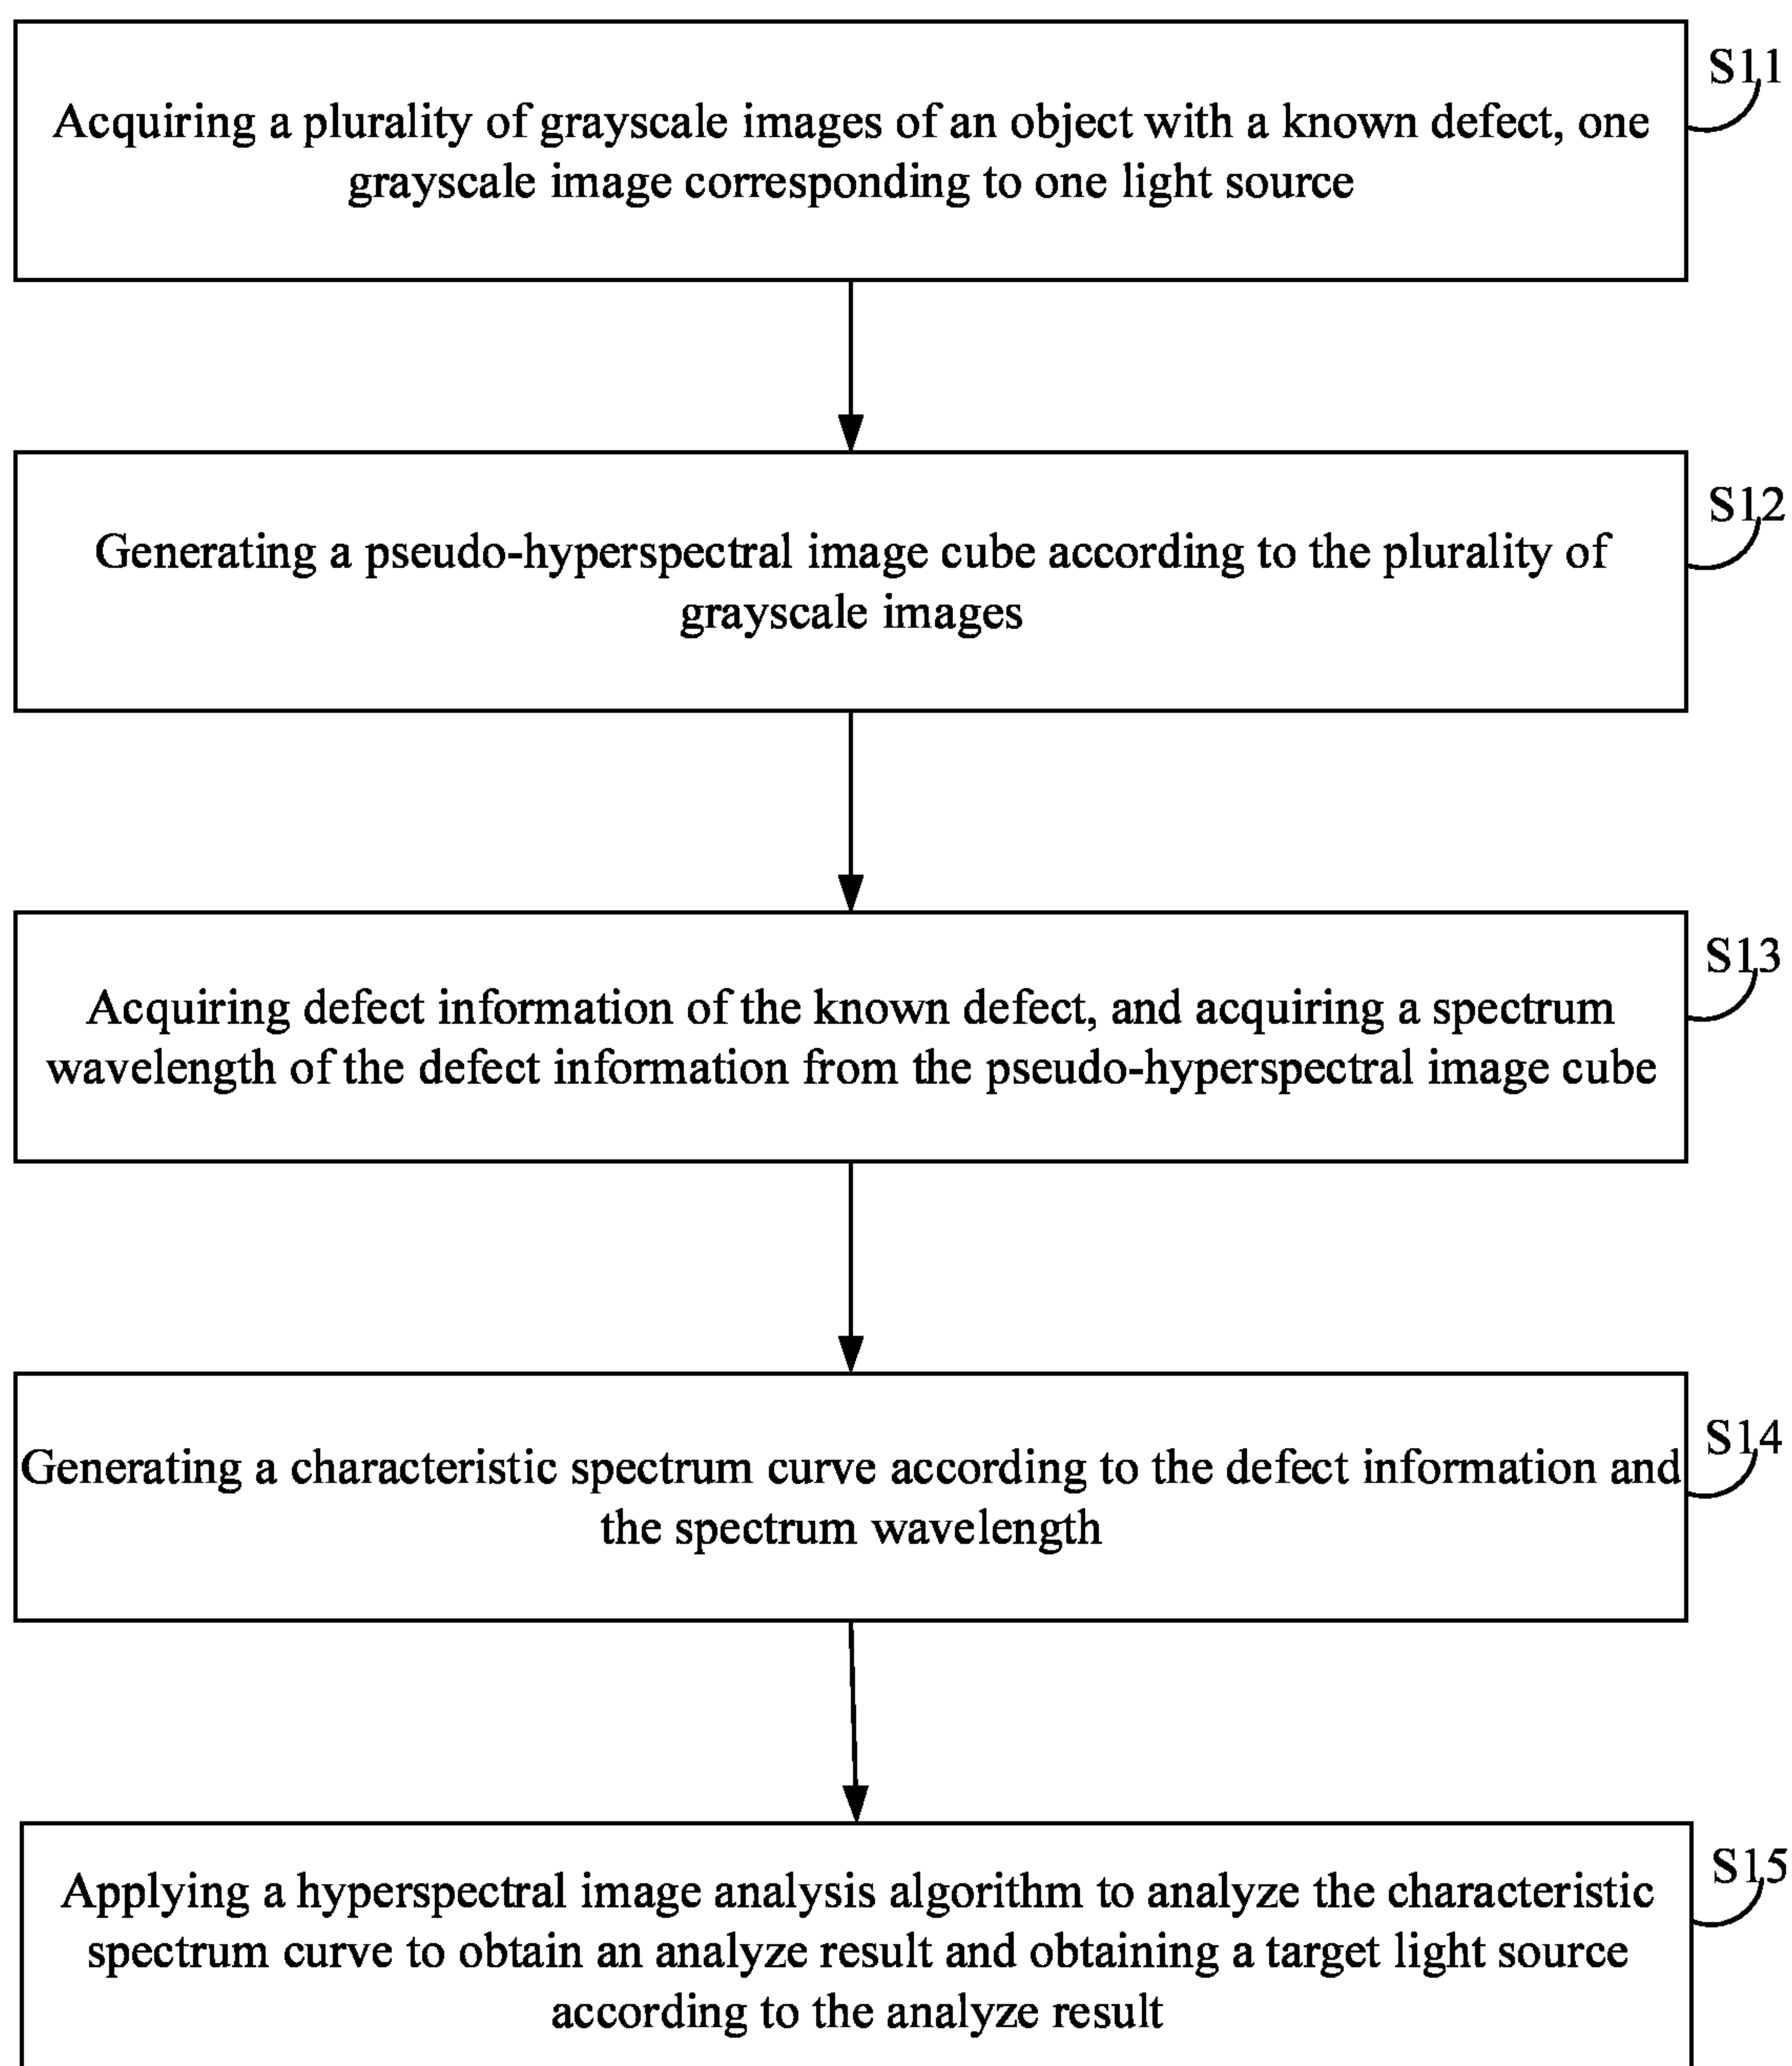 S11
Acquiring a plurality of grayscale images of an object with a known defect, one
grayscale image corresponding to one light source
S12
Generating a pseudo-hyperspectral image cube according to the plurality of
grayscale images
S13
Acquiring defect information of the known defect, and acquiring a spectrum
wavelength of the defect information from the pseudo-hyperspectral image cube
S14
Generating a characteristic spectrum curve according to the defect information and
the spectrum wavelength
S15
Applying a hyperspectral image analysis algorithm to analyze the characteristic
spectrum curve to obtain an analyze result and obtaining a target light source
according to the analyze result